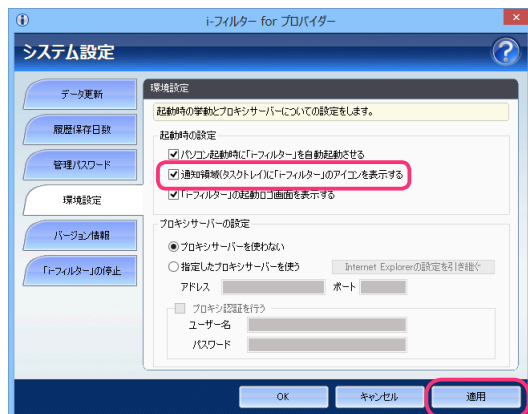 i-フィルター for プロバイダー
システム設定
データ更新
履歴保存日数
管理パスワード
環境設定
バージョン情報
「i-フィルター」の停止
環境設定
起動時の挙動とプロキシサーバーについての設定をします。
起動時の設定
パソコン起動時に「i-フィルター」を自動起動させる
通知領域(タスクトレイ)に「i-フィルター」のアイコンを表示する
「i-フィルター」の起動ロゴ画面を表示する
プロキシサーバーの設定
プロキシサーバーを使わない
指定したプロキシサーバーを使う Internet Explorerの設定を引き継ぐ
アドレス ポート
プロキシ認証を行う
ユーザー名
パスワード
OK キャンセル 適用